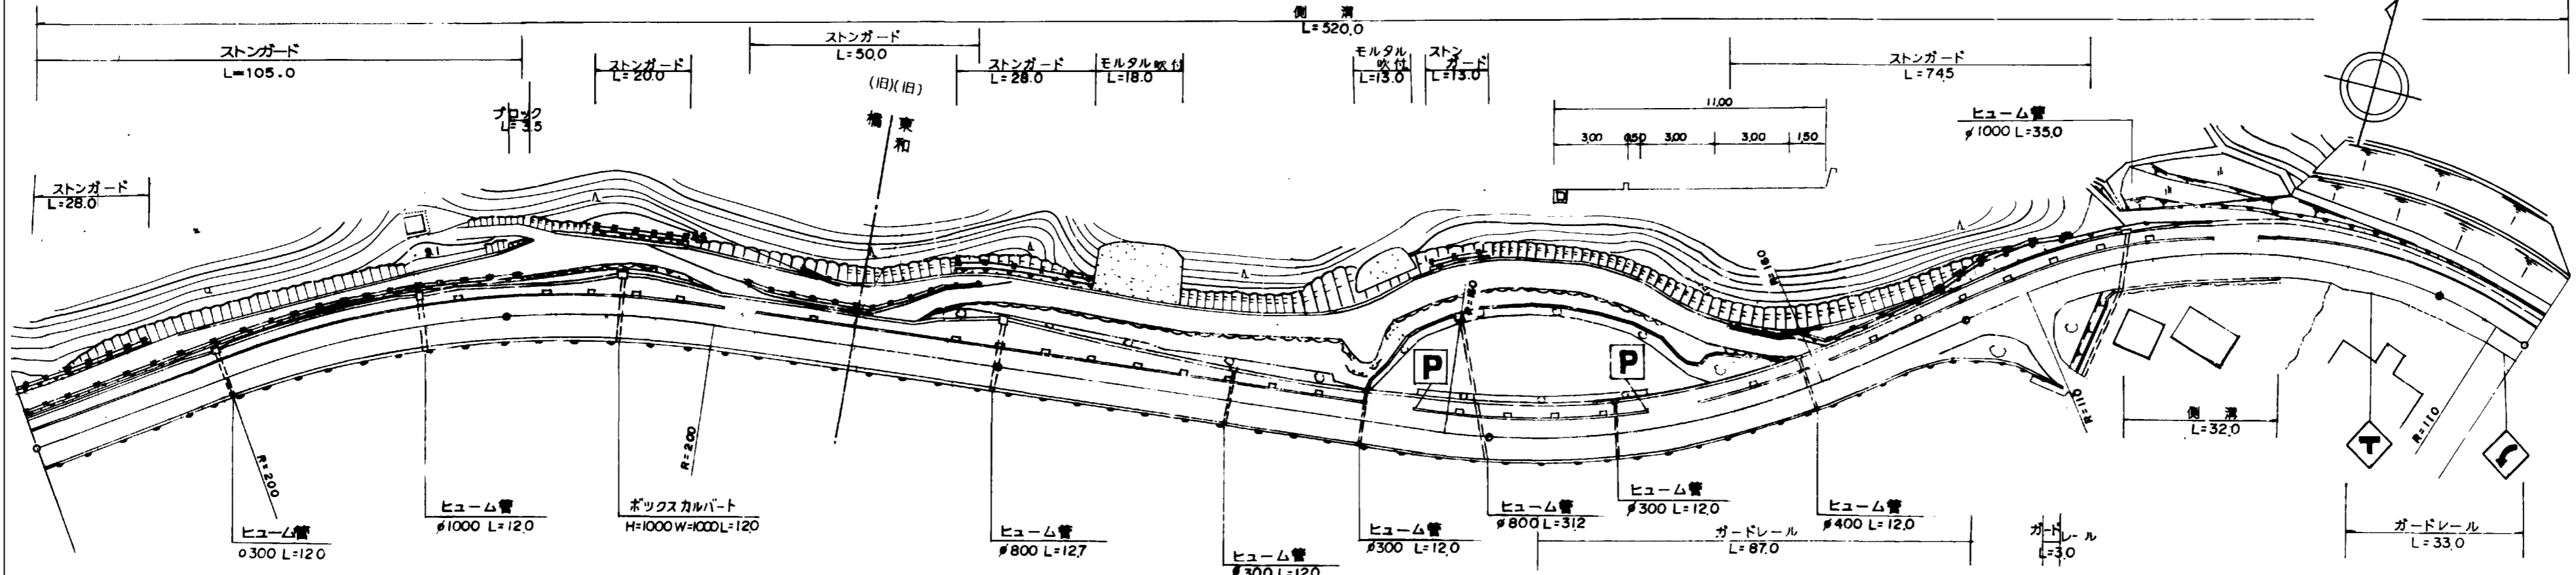 側 溝
L=520.0
ストンガード
L=105.0
ストンガード
L=20.0
ストンガード
L=50.0
ストンガード
L=28.0
モルタル吹付
L=18.0
モルタル
吹付
L=13.0
ストン
ガード
L=13.0
ストンガード
L=74.5
(旧)(旧)
東和
橋
ブロック
L=3.5
11.00
3.00
0.50
3.00
3.00
1.50
ヒューム管
φ1000 L=35.0
ストンガード
L=28.0
R=160
P
P
R=200
R=200
R=110
R=110
側 溝
L=32.0
ヒューム管
φ300 L=12.0
ヒューム管
φ1000 L=12.0
ボックスカルバート
H=1000 W=1000 L=12.0
ヒューム管
φ800 L=12.7
ヒューム管
φ300 L=12.0
ヒューム管
φ300 L=12.0
ヒューム管
φ800 L=31.2
ヒューム管
φ300 L=12.0
ヒューム管
φ400 L=12.0
ガードレール
L=87.0
ガードレール
L=3.0
ガードレール
L=33.0